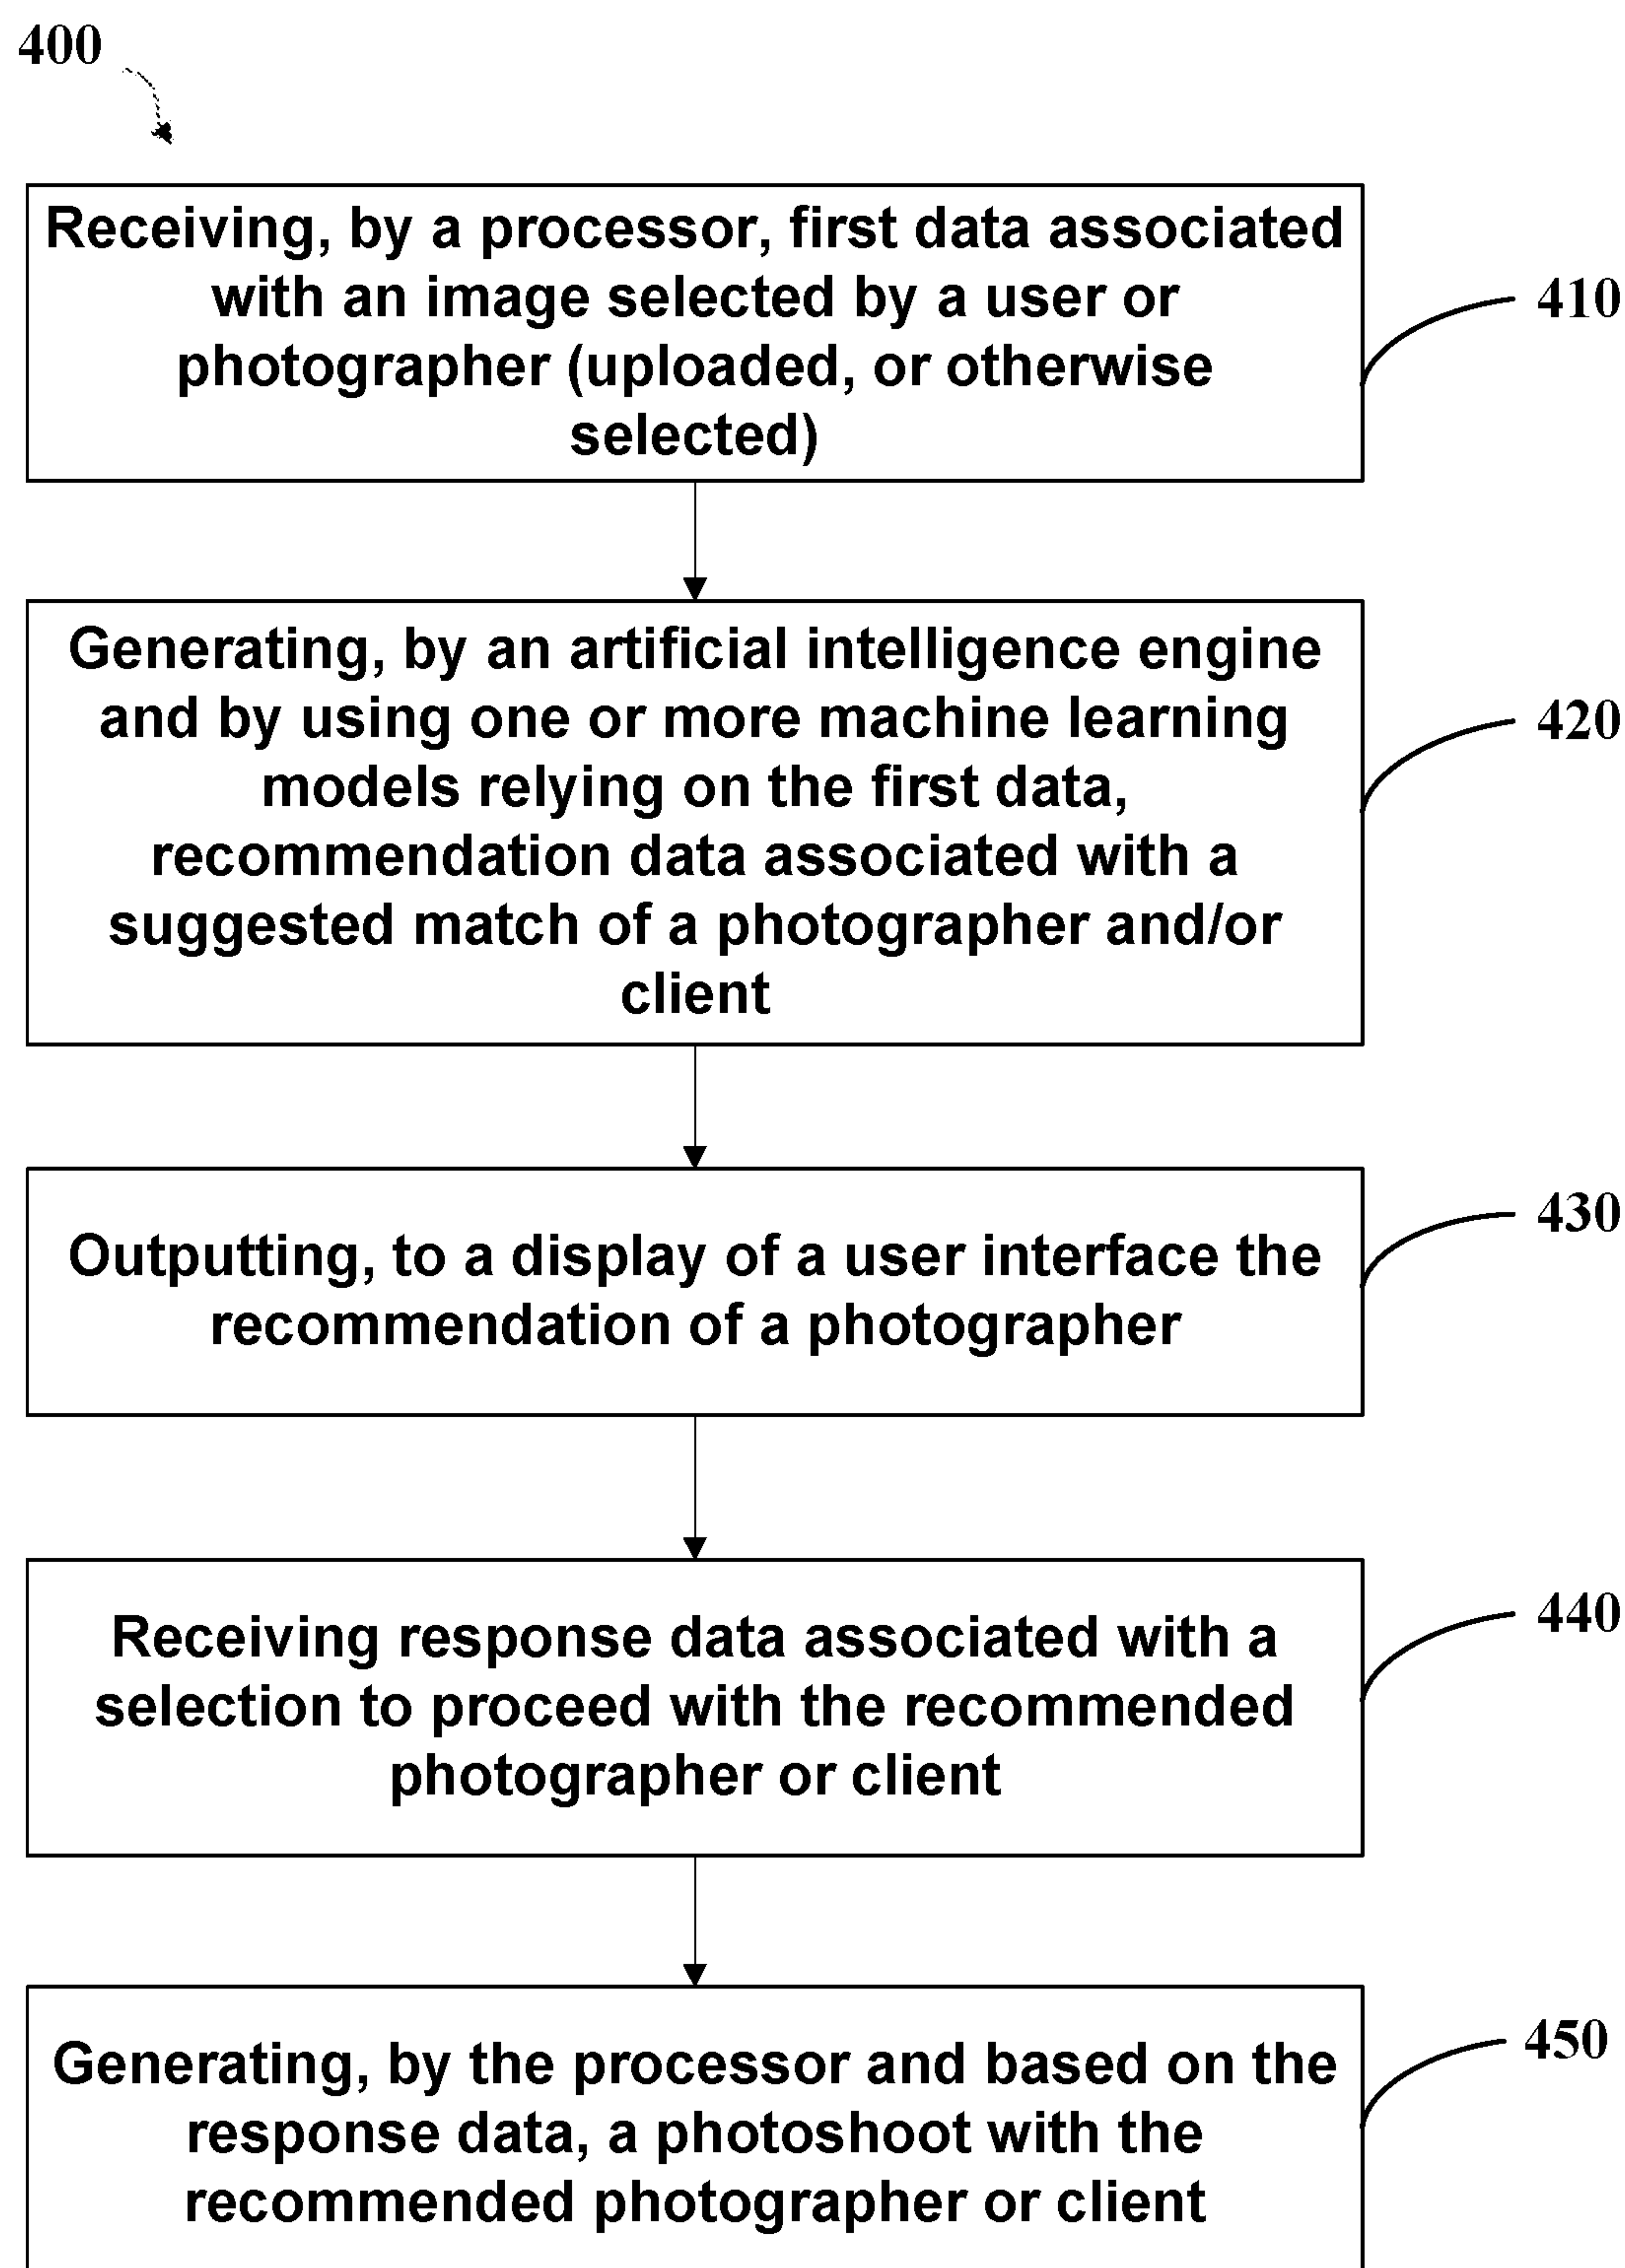 400
Receiving, by a processor, first data associated
with an image selected by a user or
photographer (uploaded, or otherwise
selected)
410
Generating, by an artificial intelligence engine
and by using one or more machine learning
models relying on the first data,
recommendation data associated with a
suggested match of a photographer and/or
client
420
Outputting, to a display of a user interface the
recommendation of a photographer
430
Receiving response data associated with a
selection to proceed with the recommended
photographer or client
440
Generating, by the processor and based on the
response data, a photoshoot with the
recommended photographer or client
450